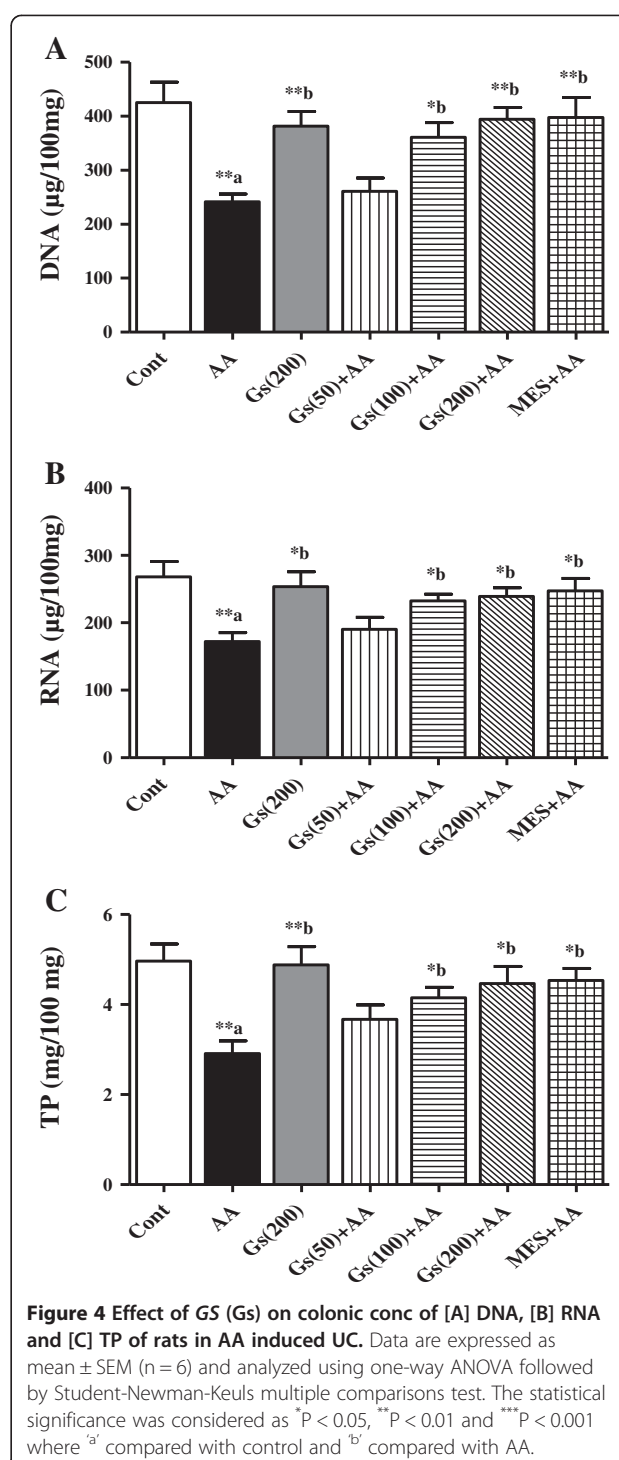 A
DNA (µg/100mg)
500
400
300
200
100
0
**a
**b
*b
**b
**b
Cont
AA
Gs(200)
Gs(50)+AA
Gs(100)+AA
Gs(200)+AA
MES+AA
B
RNA (µg/100mg)
400
300
200
100
0
**a
*b
*b
*b
*b
Cont
AA
Gs(200)
Gs(50)+AA
Gs(100)+AA
Gs(200)+AA
MES+AA
C
TP (mg/100 mg)
6
4
2
0
**a
**b
*b
*b
*b
Cont
AA
Gs(200)
Gs(50)+AA
Gs(100)+AA
Gs(200)+AA
MES+AA
Figure 4 Effect of GS (Gs) on colonic conc of [A] DNA, [B] RNA
and [C] TP of rats in AA induced UC. Data are expressed as
mean ± SEM (n = 6) and analyzed using one-way ANOVA followed
by Student-Newman-Keuls multiple comparisons test. The statistical
significance was considered as *P < 0.05, **P < 0.01 and ***P < 0.001
where 'a' compared with control and 'b' compared with AA.